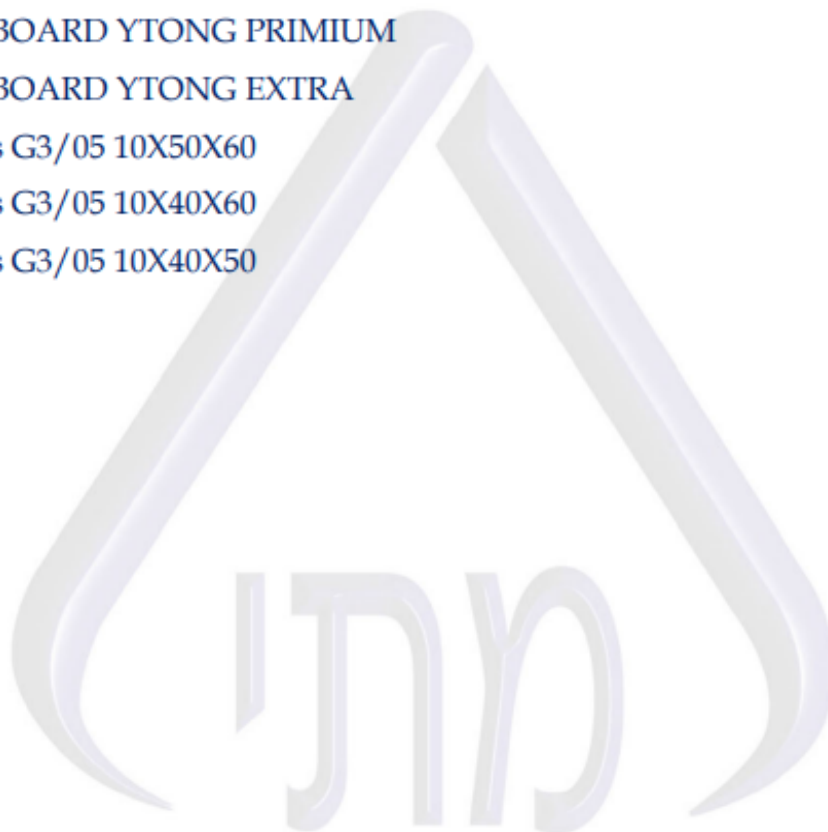 BOARD YTONG PRIMIUM
BOARD YTONG EXTRA
s G3/05 10X50X60
s G3/05 10X40X60
s G3/05 10X40X50
מתי